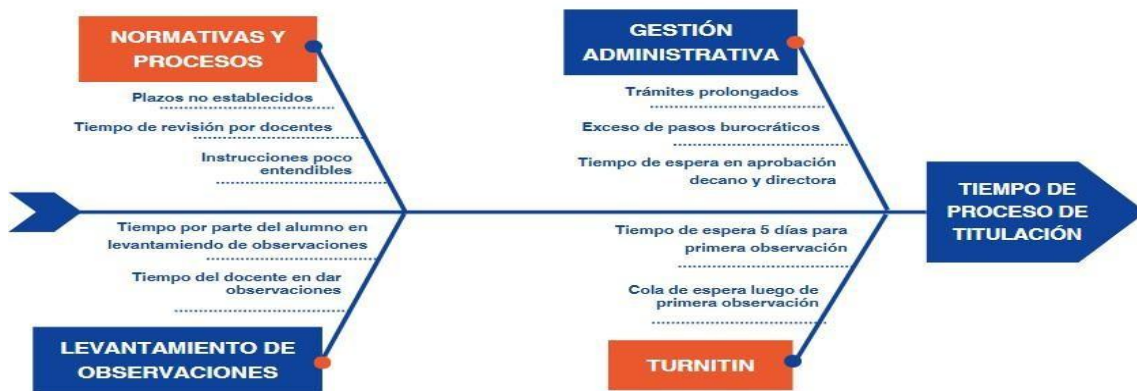 NORMATIVAS Y
PROCESOS
Plazos no establecidos
Tiempo de revisión por docentes
Instrucciones poco
entendibles
GESTIÓN
ADMINISTRATIVA
Trámites prolongados
Exceso de pasos burocráticos
Tiempo de espera en aprobación
decano y directora
TIEMPO DE
PROCESO DE
TITULACIÓN
Tiempo por parte del alumno en
levantamiendo de observaciones
Tiempo del docente en dar
observaciones
LEVANTAMIENTO DE
OBSERVACIONES
Tiempo de espera 5 días para
primera observación
Cola de espera luego de
primera observación
TURNITIN